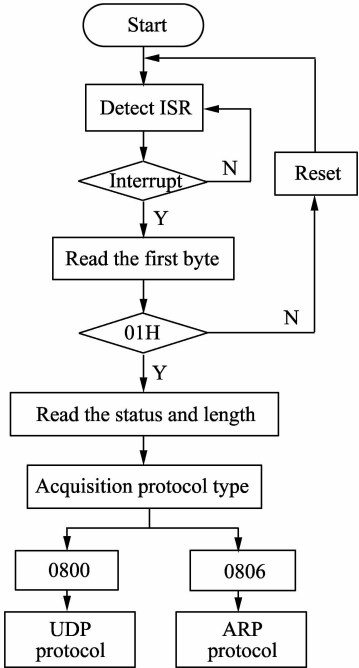 Start
Detect ISR
Interrupt
N
Y
Reset
Read the first byte
01H
N
Y
Read the status and length
Acquisition protocol type
0800
0806
UDP
protocol
ARP
protocol